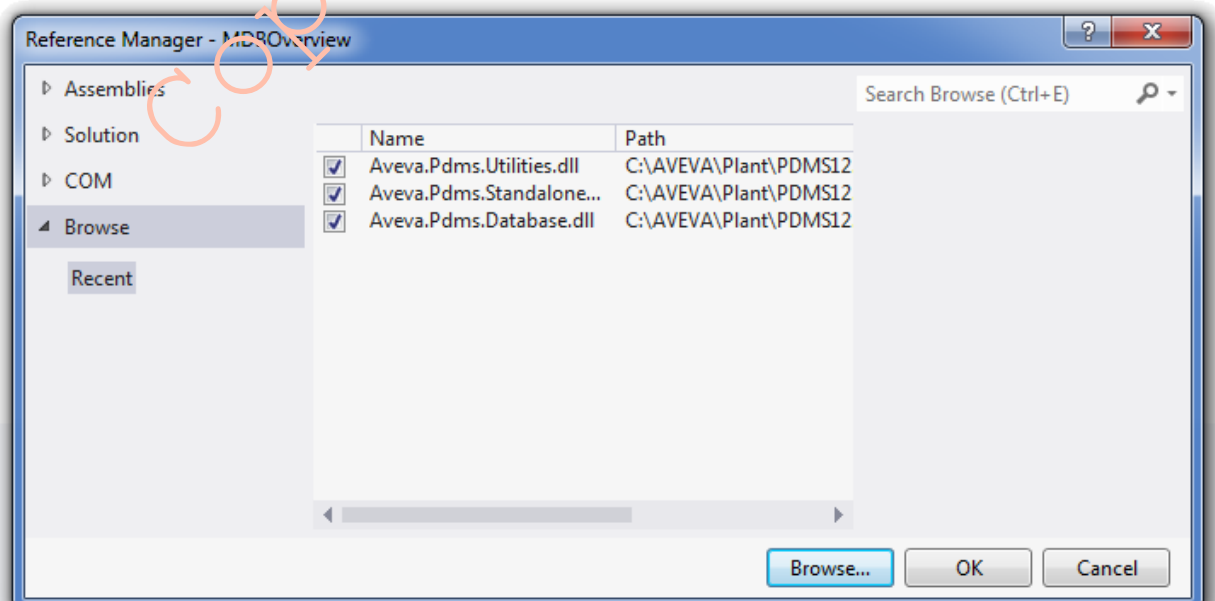 Reference Manager - MDBOverview
Assemblies
Search Browse (Ctrl+E)
Solution
Name Path
COM
Aveva.Pdms.Utilities.dll C:\AVEVA\Plant\PDMS12
Aveva.Pdms.Standalone... C:\AVEVA\Plant\PDMS12
Browse
Aveva.Pdms.Database.dll C:\AVEVA\Plant\PDMS12
Recent
Browse... OK Cancel